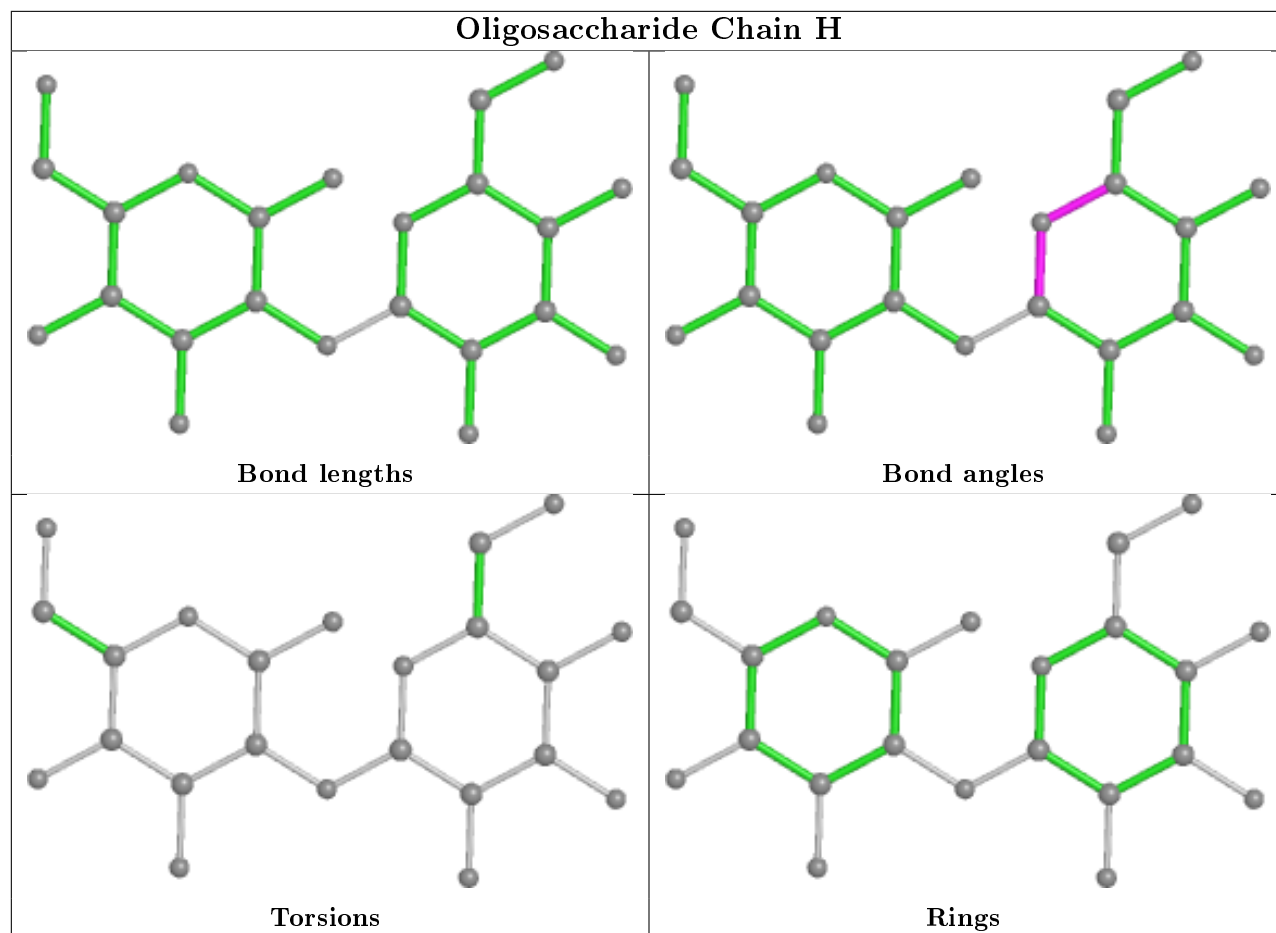 Oligosaccharide Chain H
Bond lengths
Bond angles
Torsions
Rings